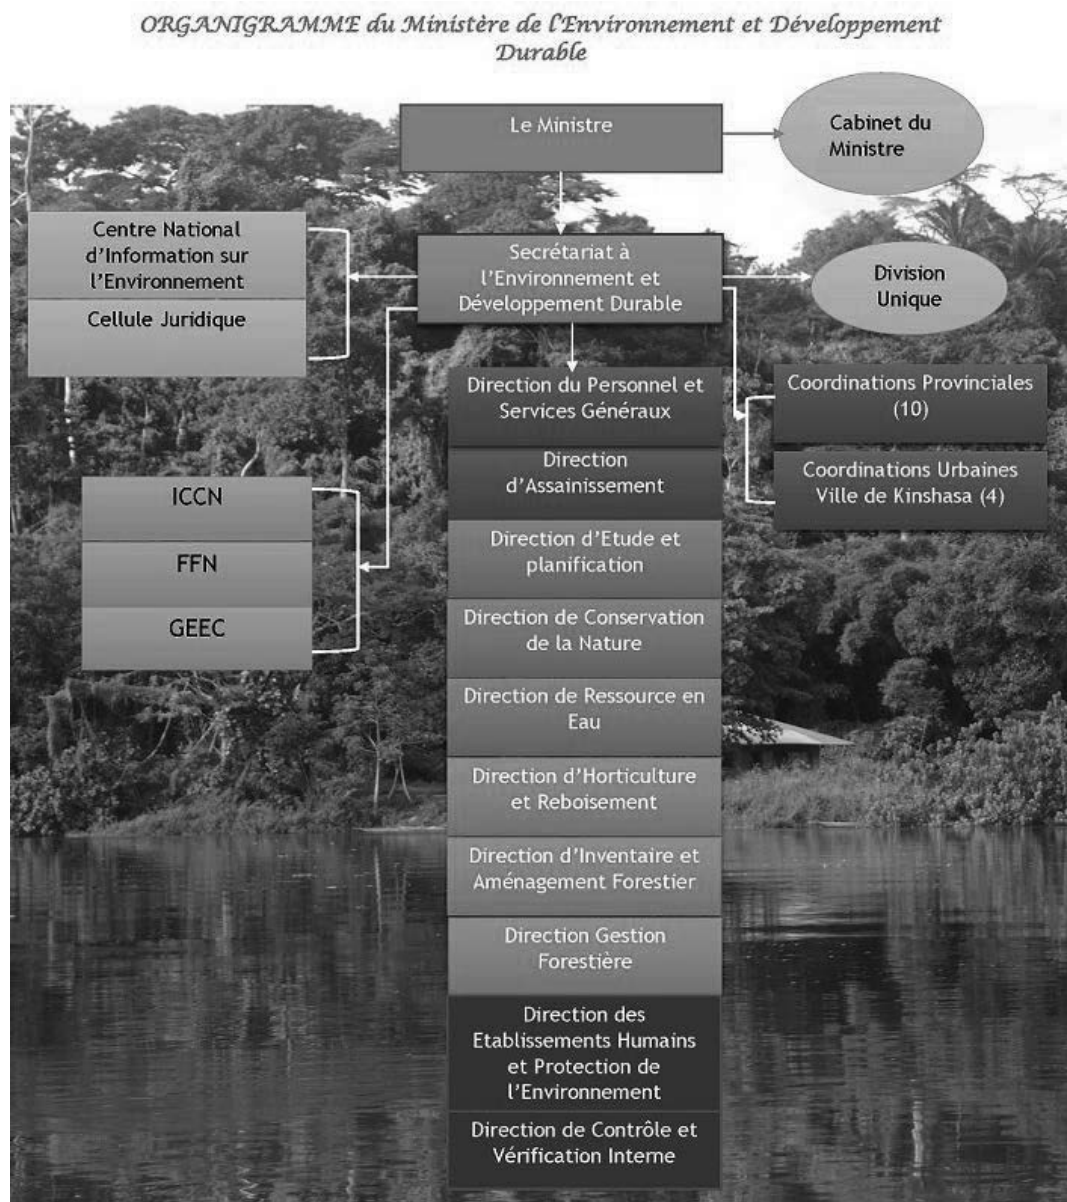 ORGANIGRAMME du Ministère de l'Environnement et Développement
Durable
Le Ministre
Cabinet du
Ministre
Centre National
d'Information sur
l'Environnement
Cellule Juridique
Secrétariat à
l'Environnement et
Développement Durable
Division
Unique
Direction du Personnel et
Services Généraux
Coordinations Provinciales
(10)
Direction
d'Assainissement
Coordinations Urbaines
Ville de Kinshasa (4)
ICCN
FFN
GEEC
Direction d'Etude et
planification
Direction de Conservation
de la Nature
Direction de Ressource en
Eau
Direction d'Horticulture
et Reboisement
Direction d'Inventaire et
Aménagement Forestier
Direction Gestion
Forestière
Direction des
Etablissements Humains
et Protection de
l'Environnement
Direction de Contrôle et
Vérification Interne